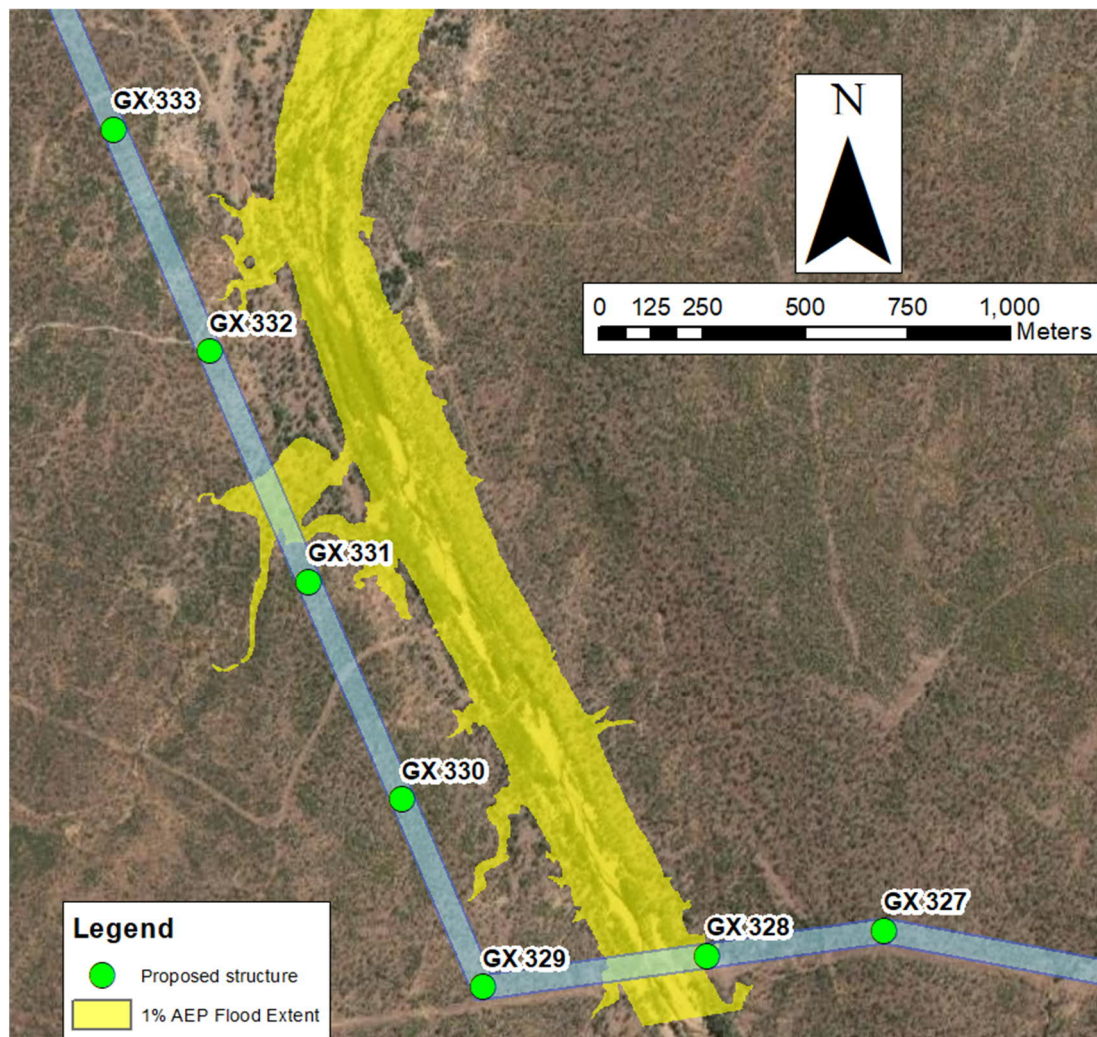 GX 333
N
0 125 250 500 750 1,000
Meters
GX 332
GX 331
GX 330
GX 327
GX 328
GX 329
Legend
Proposed structure
1% AEP Flood Extent